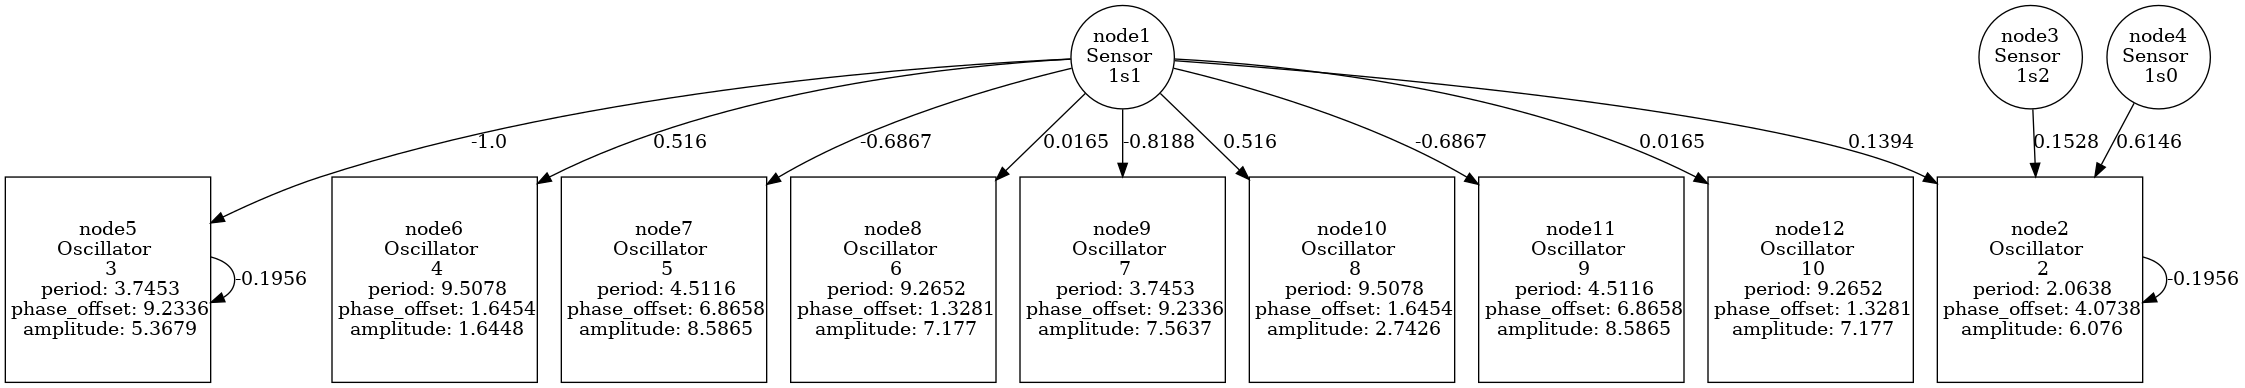 node1
Sensor
1s1
node3
Sensor
1s2
node4
Sensor
1s0
-1.0
0.516
-0.6867
0.0165
-0.8188
0.516
-0.6867
0.0165
0.1394
0.1528
0.6146
node5
Oscillator
3
period: 3.7453
phase_offset: 9.2336
amplitude: 5.3679
-0.1956
node6
Oscillator
4
period: 9.5078
phase_offset: 1.6454
amplitude: 1.6448
node7
Oscillator
5
period: 4.5116
phase_offset: 6.8658
amplitude: 8.5865
node8
Oscillator
6
period: 9.2652
phase_offset: 1.3281
amplitude: 7.177
node9
Oscillator
7
period: 3.7453
phase_offset: 9.2336
amplitude: 7.5637
node10
Oscillator
8
period: 9.5078
phase_offset: 1.6454
amplitude: 2.7426
node11
Oscillator
9
period: 4.5116
phase_offset: 6.8658
amplitude: 8.5865
node12
Oscillator
10
period: 9.2652
phase_offset: 1.3281
amplitude: 7.177
node2
Oscillator
2
period: 2.0638
phase_offset: 4.0738
amplitude: 6.076
-0.1956